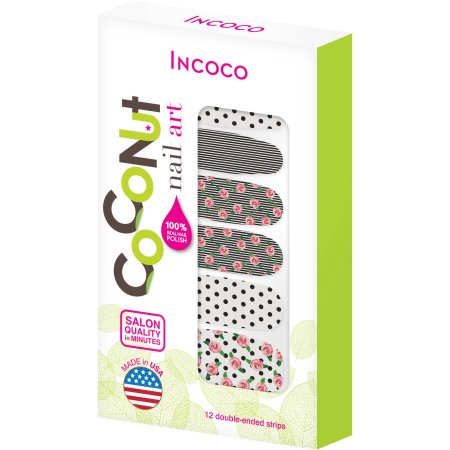 INCOCO
CoCoNut
nail art
100%
REAL NAIL
POLISH
SALON
QUALITY
in MINUTES
MADE in USA
12 double-ended strips